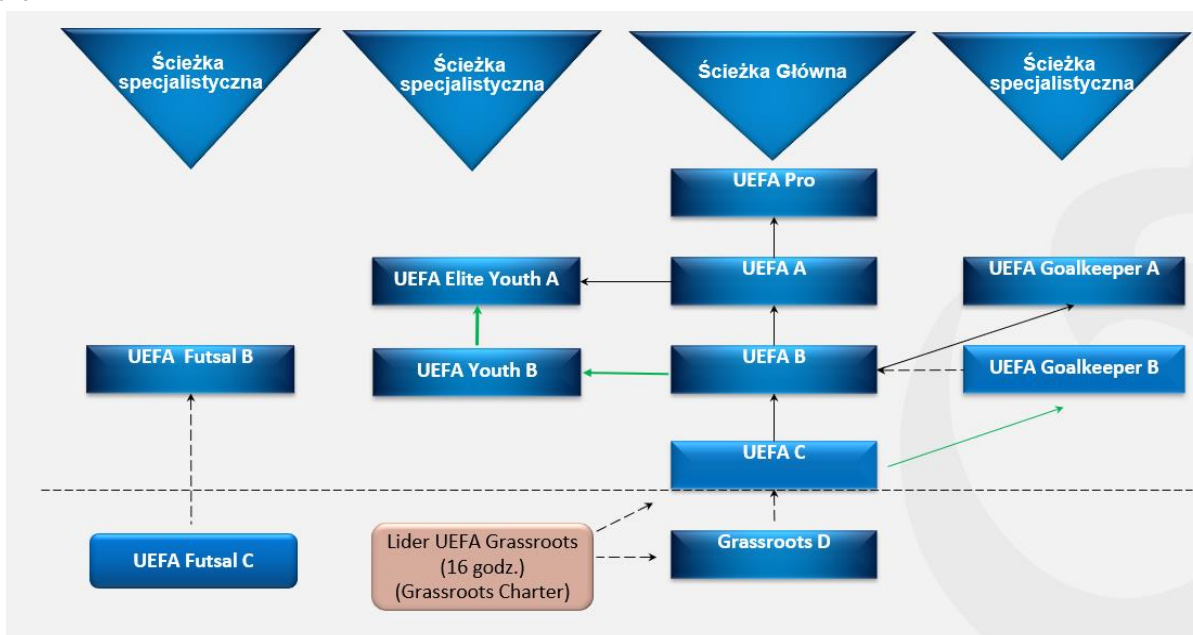 Ścieżka
specjalistyczna
Ścieżka
specjalistyczna
Ścieżka Główna
Ścieżka
specjalistyczna
UEFA Pro
UEFA Elite Youth A
UEFA A
UEFA Goalkeeper A
UEFA Futsal B
UEFA Youth B
UEFA B
UEFA Goalkeeper B
UEFA C
UEFA Futsal C
Lider UEFA Grassroots
(16 godz.)
(Grassroots Charter)
Grassroots D